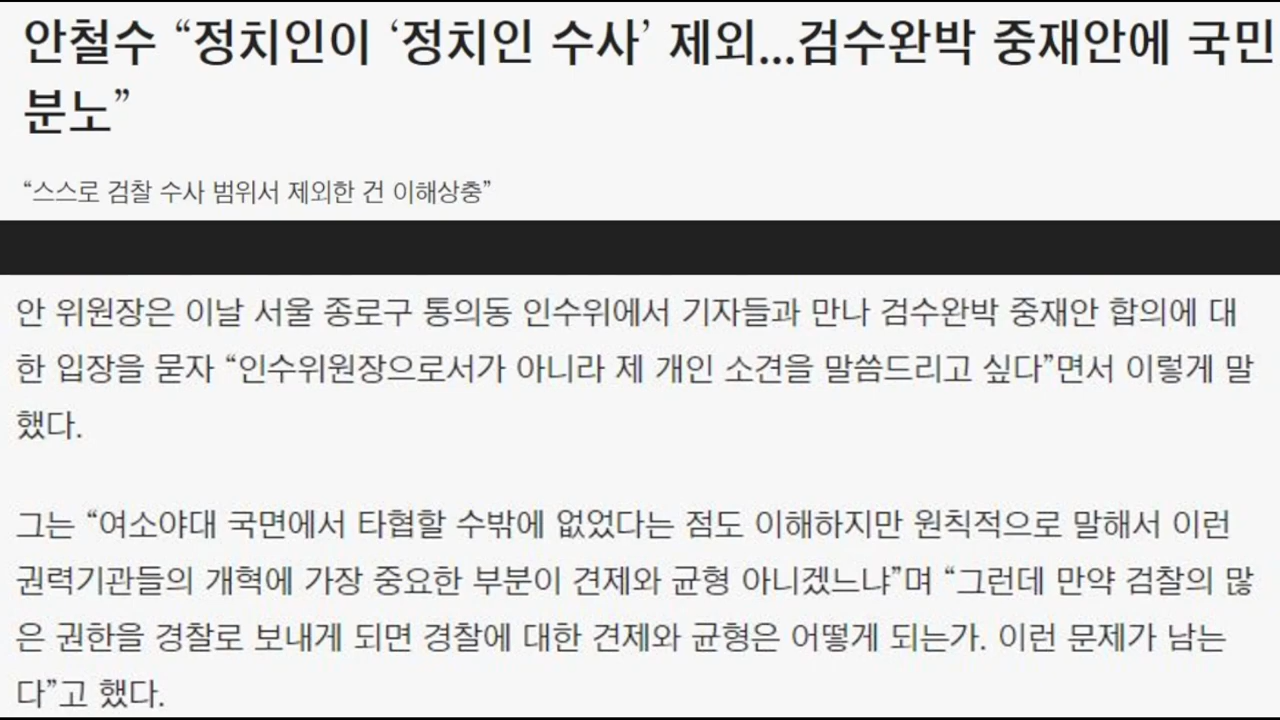 안철수 “정치인이 ‘정치인 수사’ 제외...검수완박 중재안에 국민
분노”
“스스로 검찰 수사 범위서 제외한 건 이해상충”
안 위원장은 이날 서울 종로구 통의동 인수위에서 기자들과 만나 검수완박 중재안 합의에 대
한 입장을 묻자 “인수위원장으로서가 아니라 제 개인 소견을 말씀드리고 싶다”면서 이렇게 말
했다.
그는 “여소야대 국면에서 타협할 수밖에 없었다는 점도 이해하지만 원칙적으로 말해서 이런
권력기관들의 개혁에 가장 중요한 부분이 견제와 균형 아니겠느냐”며 “그런데 만약 검찰의 많
은 권한을 경찰로 보내게 되면 경찰에 대한 견제와 균형은 어떻게 되는가. 이런 문제가 남는
다”고 했다.